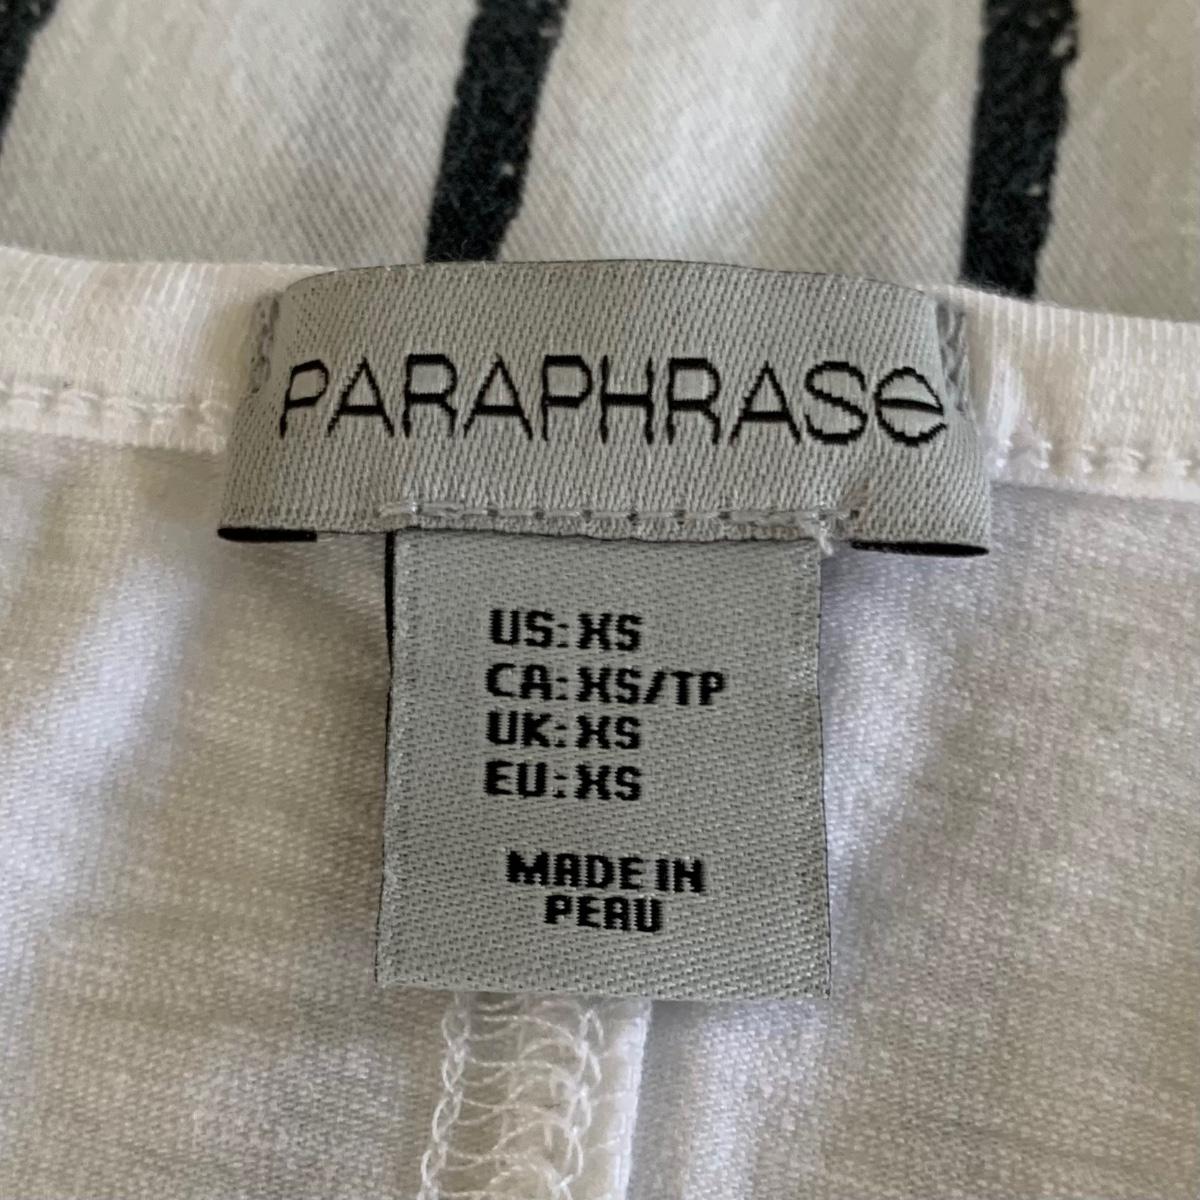 PARAPHRASe
US: XS
CA: XS/TP
UK: XS
EU: XS
MADE IN
PERU